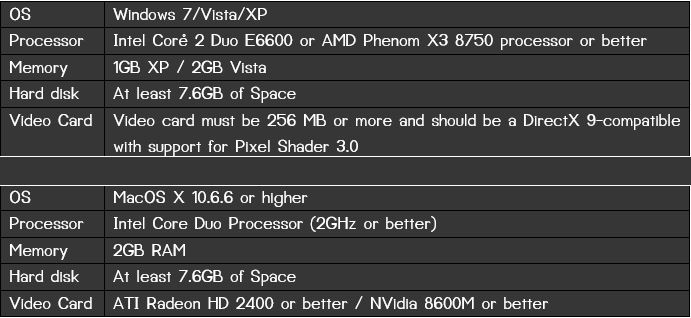 OS Windows 7/Vista/XP
Processor Intel Core 2 Duo E6600 or AMD Phenom X3 8750 processor or better
Memory 1GB XP / 2GB Vista
Hard disk At least 7.6GB of Space
Video Card Video card must be 256 MB or more and should be a DirectX 9-compatible
with support for Pixel Shader 3.0
OS MacOS X 10.6.6 or higher
Processor Intel Core Duo Processor (2GHz or better)
Memory 2GB RAM
Hard disk At least 7.6GB of Space
Video Card ATI Radeon HD 2400 or better / NVidia 8600M or better